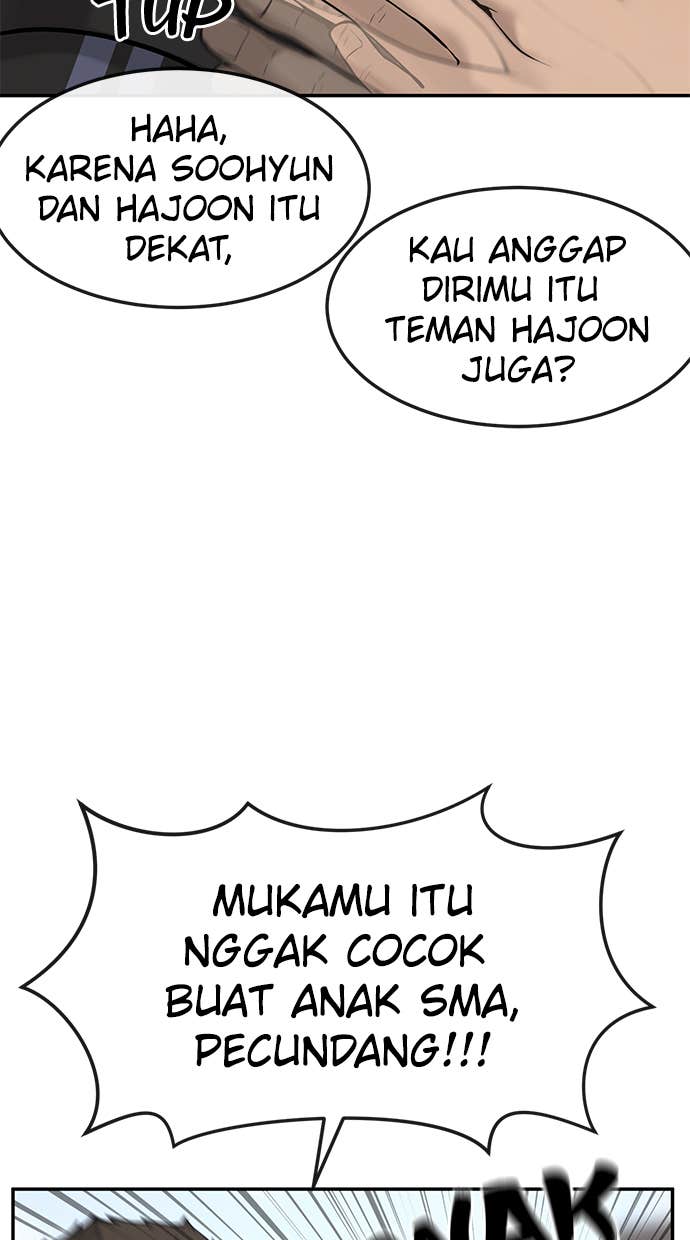 TUP
HAHA,
KARENA SOOHYUN
DAN HAJOON ITU
DEKAT,
KAU ANGGAP
DIRIMU ITU
TEMAN HAJOON
JUGA?
MUKAMU ITU
NGGAK COCOK
BUAT ANAK SMA,
PECUNDANG!!!